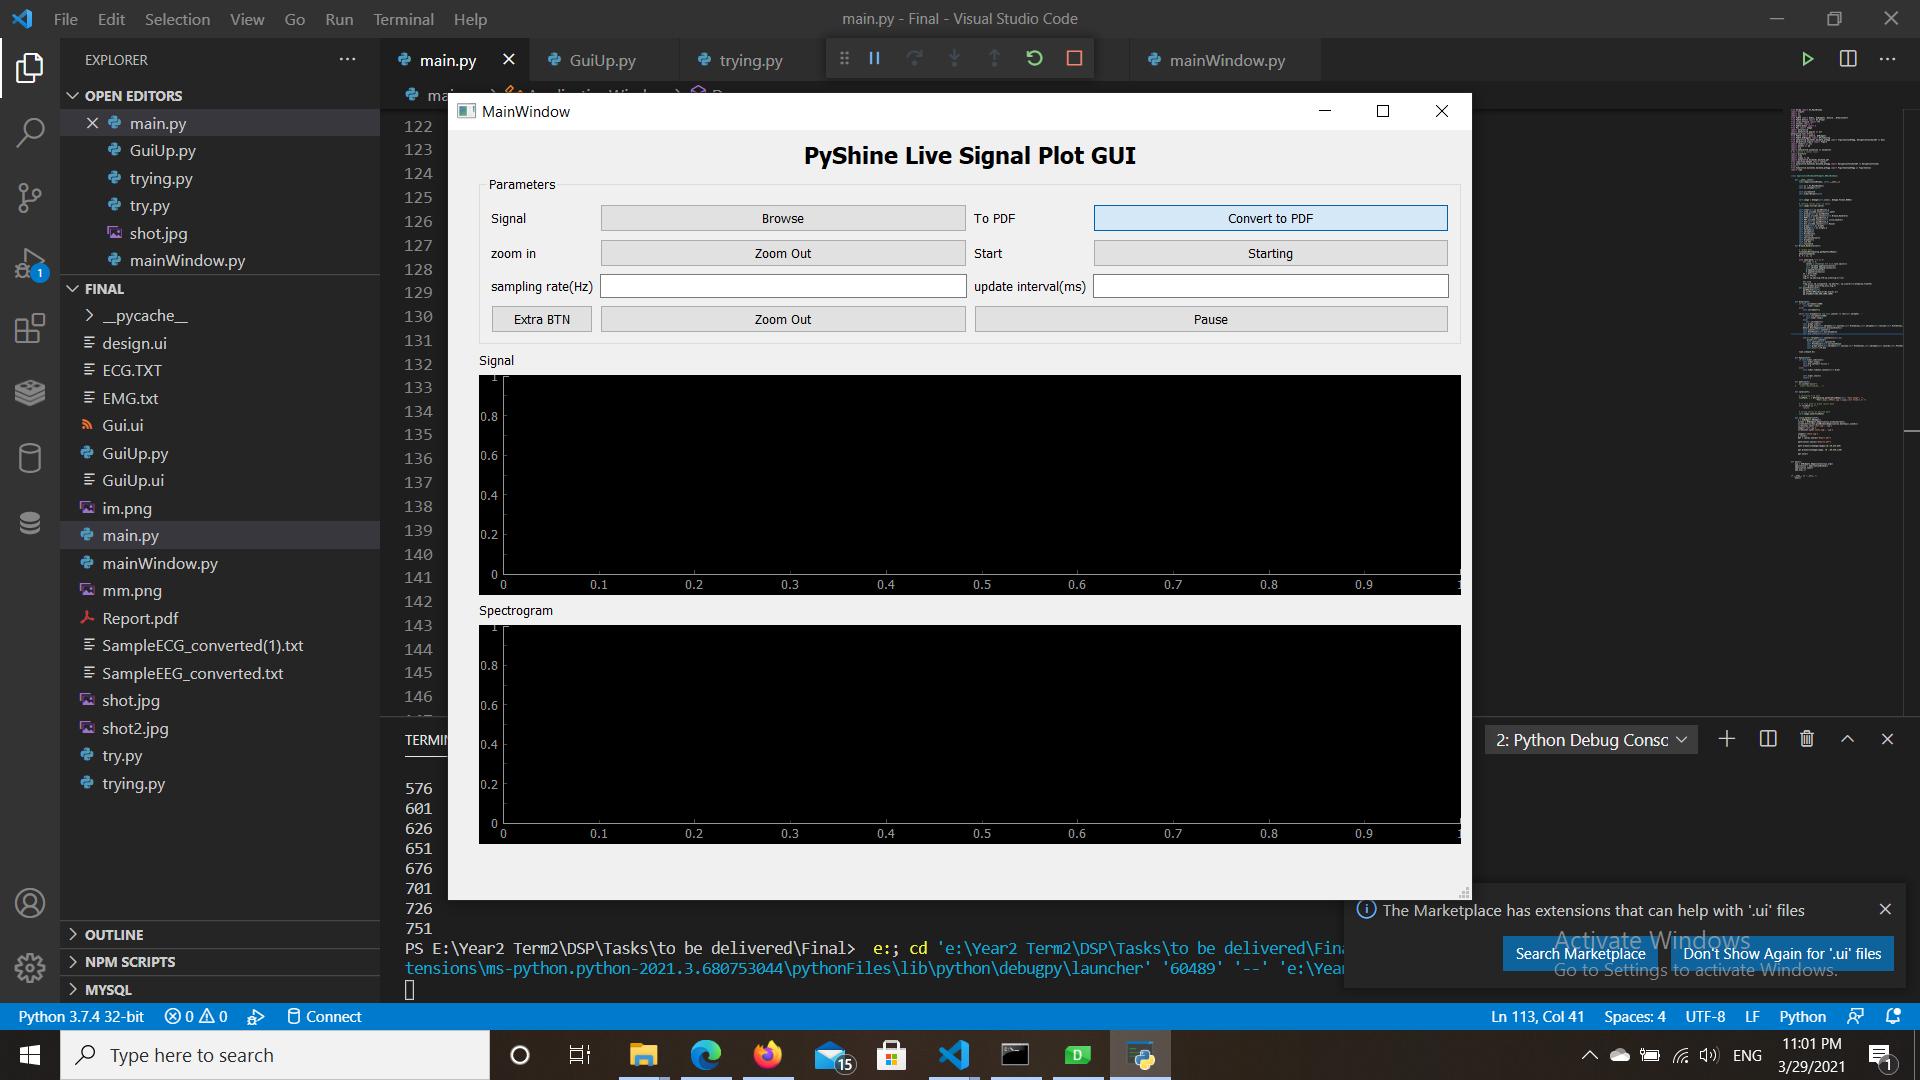 File Edit Selection View Go Run Terminal Help
main.py - Final - Visual Studio Code
EXPLORER
main.py GuiUp.py trying.py mainWindow.py
OPEN EDITORS
main.py
GuiUp.py
trying.py
try.py
shot.jpg
mainWindow.py
FINAL
__pycache__
design.ui
ECG.TXT
EMG.txt
Gui.ui
GuiUp.py
GuiUp.ui
im.png
main.py
mainWindow.py
mm.png
Report.pdf
SampleECG_converted(1).txt
SampleEEG_converted.txt
shot.jpg
shot2.jpg
try.py
trying.py
OUTLINE
NPM SCRIPTS
MYSQL
122
123
124
125
126
127
128
129
130
131
132
133
134
135
136
137
138
139
140
141
142
143
144
145
146
MainWindow
PyShine Live Signal Plot GUI
Parameters
Signal Browse To PDF Convert to PDF
zoom in Zoom Out Start Starting
sampling rate(Hz) update interval(ms)
Extra BTN Zoom Out Pause
Signal
1
0.8
0.6
0.4
0.2
0
0 0.1 0.2 0.3 0.4 0.5 0.6 0.7 0.8 0.9 1
Spectrogram
1
0.8
0.6
0.4
0.2
0
0 0.1 0.2 0.3 0.4 0.5 0.6 0.7 0.8 0.9 1
2: Python Debug Consc
576
601
626
651
676
701
726
751
PS E:\Year2 Term2\DSP\Tasks\to be delivered\Final> e:; cd 'e:\Year2 Term2\DSP\Tasks\to be delivered\Fina
tensions\ms-python.python-2021.3.680753044\pythonFiles\lib\python\debugpy\launcher' '60489' '--' 'e:\Year
The Marketplace has extensions that can help with '.ui' files
Search Marketplace Don't Show Again for '.ui' files
Activate Windows
Go to Settings to activate Windows.
Python 3.7.4 32-bit 0 0 Connect
Ln 113, Col 41 Spaces: 4 UTF-8 LF Python
Type here to search
15
ENG
11:01 PM
3/29/2021
1